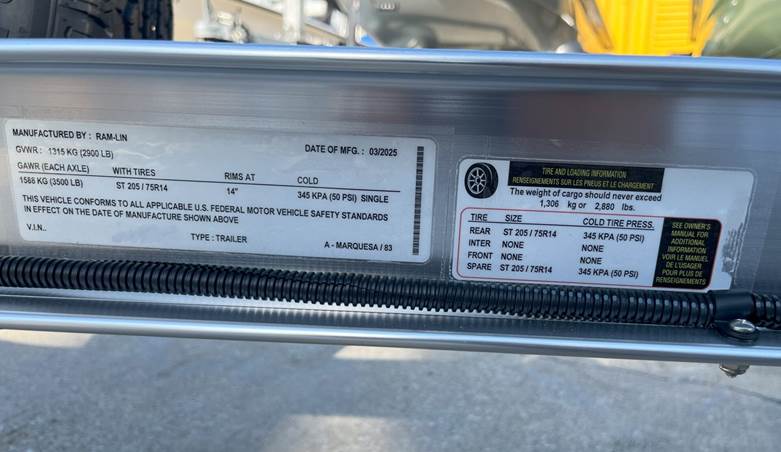 MANUFACTURED BY : RAM-LIN
GVWR : 1315 KG (2900 LB) DATE OF MFG. : 03/2025
GAWR (EACH AXLE) WITH TIRES RIMS AT COLD
1588 KG (3500 LB) ST 205 / 75R14 14" 345 KPA (50 PSI) SINGLE
THIS VEHICLE CONFORMS TO ALL APPLICABLE U.S. FEDERAL MOTOR VEHICLE SAFETY STANDARDS
IN EFFECT ON THE DATE OF MANUFACTURE SHOWN ABOVE
V.I.N..
TYPE : TRAILER A - MARQUESA / 83
TIRE AND LOADING INFORMATION
RENSEIGNEMENTS SUR LES PNEUS ET LE CHARGEMENT
The weight of cargo should never exceed
1,306 kg or 2,880 lbs.
TIRE SIZE COLD TIRE PRESS.
REAR ST 205 / 75R14 345 KPA (50 PSI)
INTER NONE NONE
FRONT NONE NONE
SPARE ST 205 / 75R14 345 KPA (50 PSI)
SEE OWNER'S
MANUAL FOR
ADDITIONAL
INFORMATION
VOIR LE MANUEL
DE L'USAGER
POUR PLUS DE
RENSEIGNEMENTS